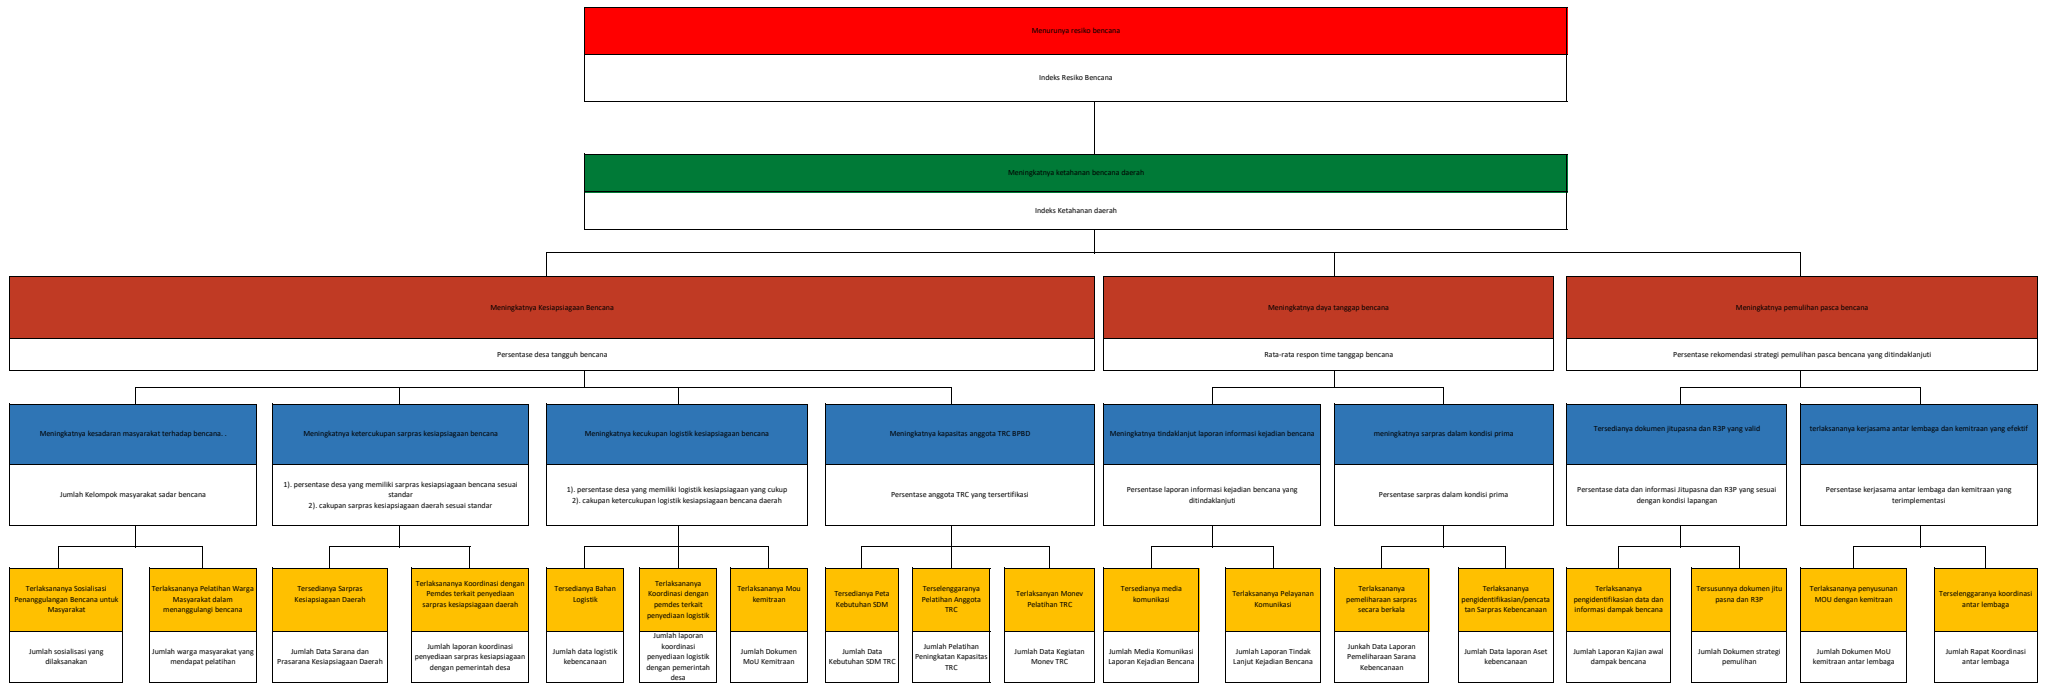 Menurunya resiko bencana
Indeks Resiko Bencana
Meningkatnya ketahanan bencana daerah
Indeks Ketahanan daerah
Meningkatnya Kesiapsiagaan Bencana
Persentase desa tangguh bencana
Meningkatnya daya tanggap bencana
Rata-rata respon time tanggap bencana
Meningkatnya pemulihan pasca bencana
Persentase rekomendasi strategi pemulihan pasca bencana yang ditindaklanjuti
Meningkatnya kesadaran masyarakat terhadap bencana. .
Jumlah Kelompok masyarakat sadar bencana
Meningkatnya ketercukupan sarpras kesiapsiagaan bencana
1). persentase desa yang memiliki sarpras kesiapsiagaan bencana sesuai
standar
2). cakupan sarpras kesiapsiagaan daerah sesuai standar
Meningkatnya kecukupan logistik kesiapsiagaan bencana
1). persentase desa yang memiliki logistik kesiapsiagaan yang cukup
2). cakupan ketercukupan logistik kesiapsiagaan bencana daerah
Meningkatnya kapasitas anggota TRC BPBD
Persentase anggota TRC yang tersertifikasi
Meningkatnya tindaklanjut laporan informasi kejadian bencana
Persentase laporan informasi kejadian bencana yang
ditindaklanjuti
meningkatnya sarpras dalam kondisi prima
Persentase sarpras dalam kondisi prima
Tersedianya dokumen jitupasna dan R3P yang valid
Persentase data dan informasi Jitupasna dan R3P yang sesuai
dengan kondisi lapangan
terlaksananya kerjasama antar lembaga dan kemitraan yang efektif
Persentase kerjasama antar lembaga dan kemitraan yang
terimplementasi
Terlaksananya Sosialisasi
Penanggulangan Bencana untuk
Masyarakat
Jumlah sosialisasi yang
dilaksanakan
Terlaksananya Pelatihan Warga
Masyarakat dalam
menanggulangi bencana
Jumlah warga masyarakat yang
mendapat pelatihan
Tersedianya Sarpras
Kesiapsiagaan Daerah
Jumlah Data Sarana dan
Prasarana Kesiapsiagaan Daerah
Terlaksananya Koordinasi dengan
Pemdes terkait penyediaan
sarpras kesiapsiagaan daerah
Jumlah laporan koordinasi
penyediaan sarpras kesiapsiagaan
dengan pemerintah desa
Tersedianya Bahan
Logistik
Jumlah data logistik
kebencanaan
Terlaksananya
Koordinasi dengan
pemdes terkait
penyediaan logistik
Jumlah laporan
koordinasi
penyediaan logistik
dengan pemerintah
desa
Terlaksananya Mou
kemitraan
Jumlah Dokumen
MoU Kemitraan
Tersedianya Peta
Kebutuhan SDM
Jumlah Data
Kebutuhan SDM TRC
Terselenggaranya
Pelatihan Anggota
TRC
Jumlah Pelatihan
Peningkatan Kapasitas
TRC
Terlaksanyan Monev
Pelatihan TRC
Jumlah Data Kegiatan
Monev TRC
Tersedianya media
komunikasi
Jumlah Media Komunikasi
Laporan Kejadian Bencana
Terlaksananya Pelayanan
Komunikasi
Jumlah Laporan Tindak
Lanjut Kejadian Bencana
Terlaksananya
pemeliharaan sarpras
secara berkala
Junkah Data Laporan
Pemeliharaan Sarana
Kebencanaan
Terlaksananya
pengidentifikasian/pencata
tan Sarpras Kebencanaan
Jumlah Data laporan Aset
kebencanaan
Terlaksananya
pengidentifikasian data dan
informasi dampak bencana
Jumlah Laporan Kajian awal
dampak bencana
Tersusunnya dokumen jitu
pasna dan R3P
Jumlah Dokumen strategi
pemulihan
Terlaksananya penyusunan
MOU dengan kemitraan
Jumlah Dokumen MoU
kemitraan antar lembaga
Terselenggaranya koordinasi
antar lembaga
Jumlah Rapat Koordinasi
antar lembaga